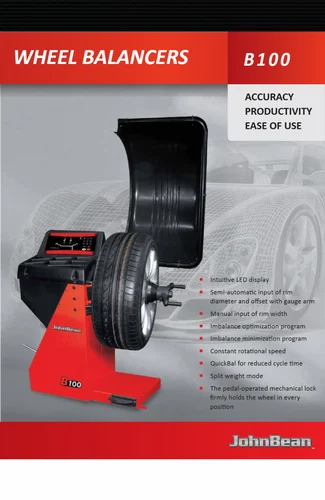 WHEEL BALANCERS
B100
ACCURACY
PRODUCTIVITY
EASE OF USE
Intuitive LED display
Semi-automatic input of rim
diameter and offset with gauge arm
Manual input of rim width
Imbalance optimization program
Imbalance minimization program
Constant rotational speed
QuickBal for reduced cycle time
Split weight mode
The pedal-operated mechanical lock
firmly holds the wheel in every
position
JohnBean
B100
JohnBean